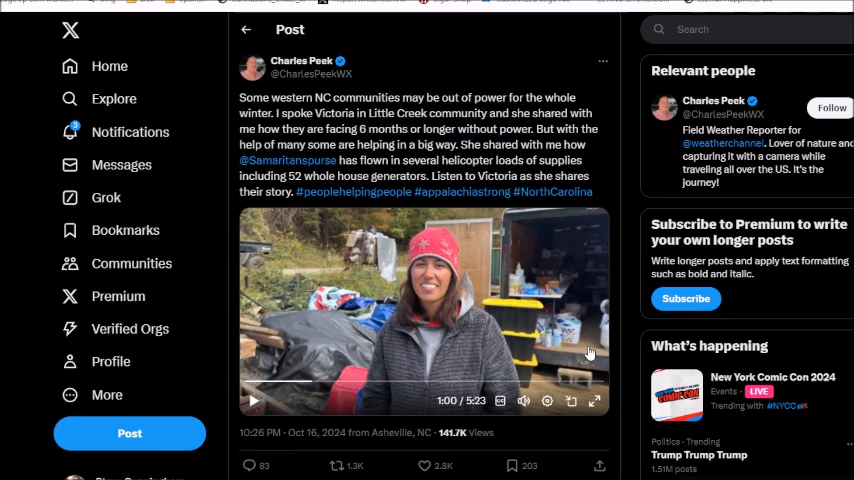 Post
Search
Charles Peek
@CharlesPeekWX
Some western NC communities may be out of power for the whole
winter. I spoke Victoria in Little Creek community and she shared with
me how they are facing 6 months or longer without power. But with the
help of many some are helping in a big way. She shared with me how
@Samaritanspurse has flown in several helicopter loads of supplies
including 52 whole house generators. Listen to Victoria as she shares
their story. #peoplehelpingpeople #appalachiastrong #NorthCarolina
1:00 / 5:23
10:26 PM · Oct 16, 2024 from Asheville, NC · 141.7K Views
83
1.3K
2.8K
203
Home
Explore
3
Notifications
Messages
Grok
Bookmarks
Communities
Premium
Verified Orgs
Profile
More
Post
Relevant people
Charles Peek
@CharlesPeekWX
Follow
Field Weather Reporter for
@weatherchannel. Lover of nature and
capturing it with a camera while
traveling all over the US. It's the
journey!
Subscribe to Premium to write
your own longer posts
Write longer posts and apply text formatting
such as bold and italic.
Subscribe
What's happening
New York Comic Con 2024
Events · LIVE
Trending with #NYCC
Politics · Trending
Trump Trump Trump
1.51M posts